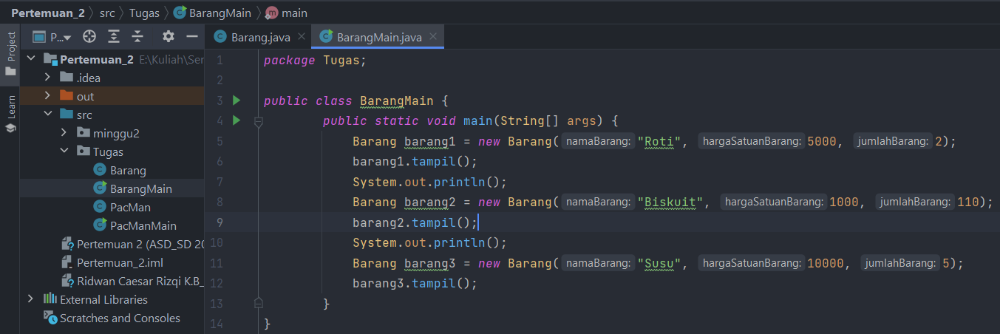 Pertemuan_2 〉 src 〉 Tugas 〉 BarangMain 〉 main
Project
Learn
P...
Pertemuan_2 E:\Kuliah\Ser
.idea
out
src
minggu2
Tugas
Barang
BarangMain
PacMan
PacManMain
Pertemuan 2 (ASD_SD 20
Pertemuan_2.iml
Ridwan Caesar Rizqi K.B_
External Libraries
Scratches and Consoles
Barang.java × BarangMain.java ×
1 package Tugas;
2
3 public class BarangMain {
4 public static void main(String[] args) {
5 Barang barang1 = new Barang( namaBarang: "Roti", hargaSatuanBarang: 5000, jumlahBarang: 2);
6 barang1.tampil();
7 System.out.println();
8 Barang barang2 = new Barang( namaBarang: "Biskuit", hargaSatuanBarang: 1000, jumlahBarang: 110);
9 barang2.tampil();
10 System.out.println();
11 Barang barang3 = new Barang( namaBarang: "Susu", hargaSatuanBarang: 10000, jumlahBarang: 5);
12 barang3.tampil();
13 }
14 }